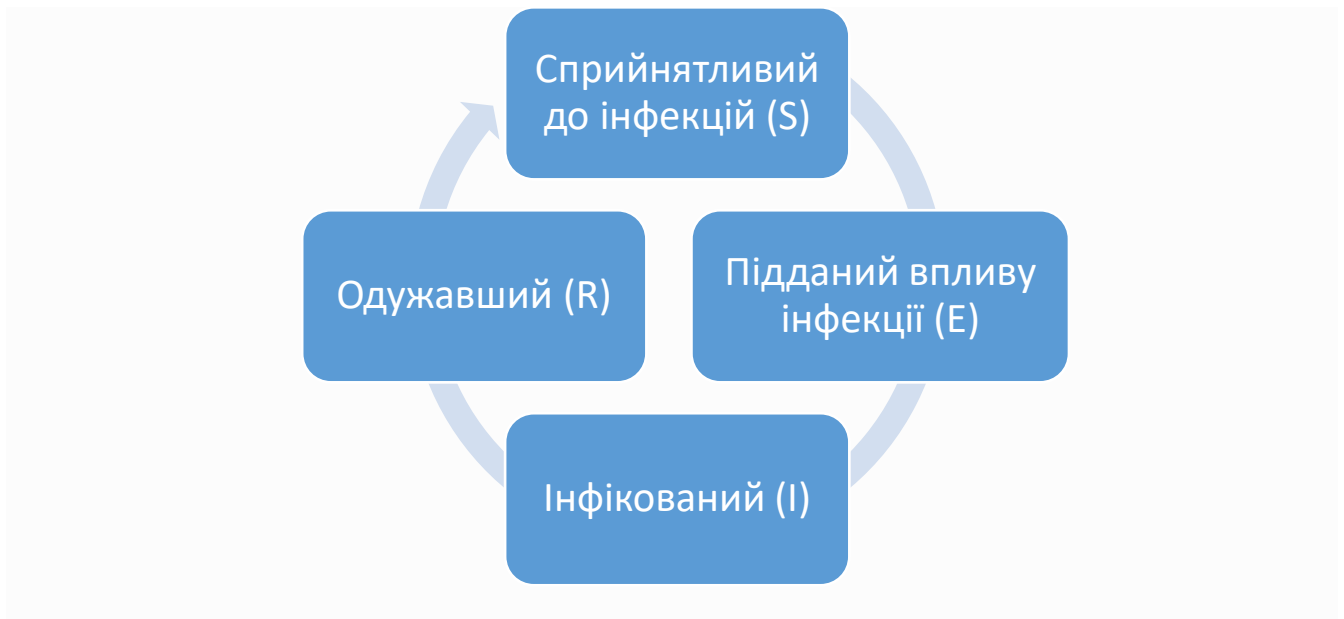 Сприйнятливий
до інфекцій (S)
Одужавший (R)
Підданий впливу
інфекції (E)
Інфікований (I)